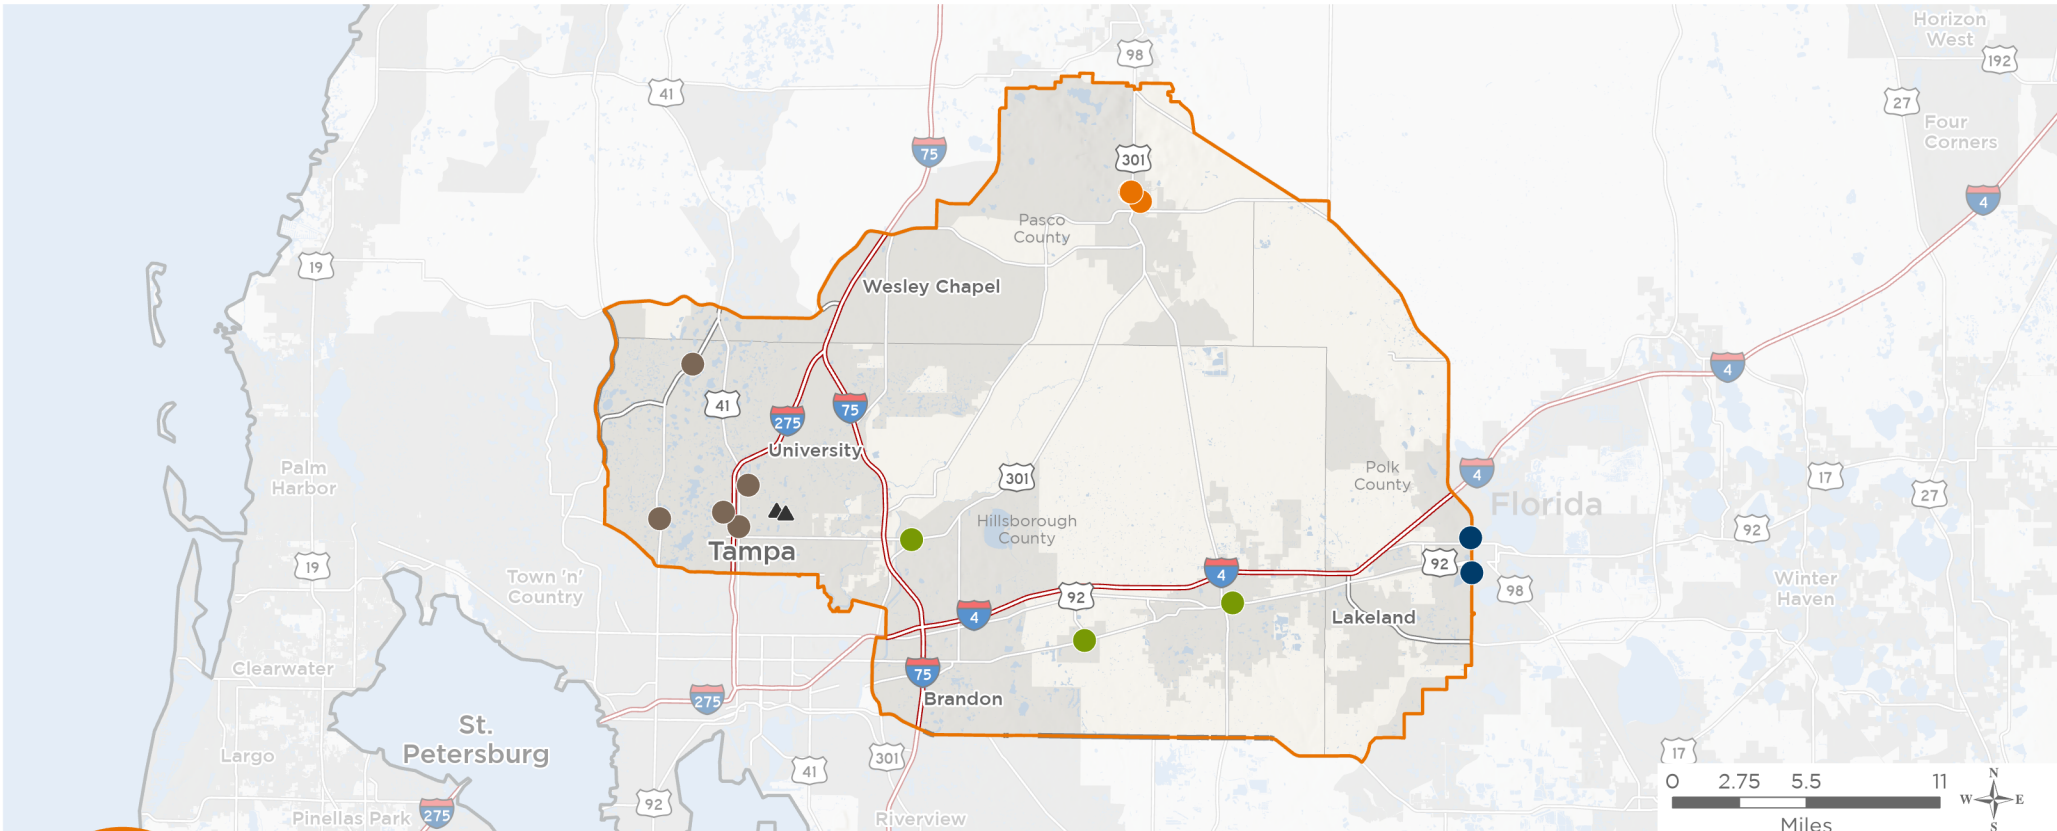 Horizon
West
98
192
41
27
Four
Corners
75
301
4
Pasco
County
19
Wesley Chapel
4
41
275
75
University
Palm
Harbor
301
Polk
County
4
17
27
Florida
Hillsborough
County
92
Tampa
19
Town 'n'
Country
4
92
92
98
Winter
Haven
4
Lakeland
Clearwater
75
275
Brandon
St.
Petersburg
Largo
301
41
17
92
275
Pinellas Park
Riverview
0 2.75 5.5 11
Miles
N
W E
S